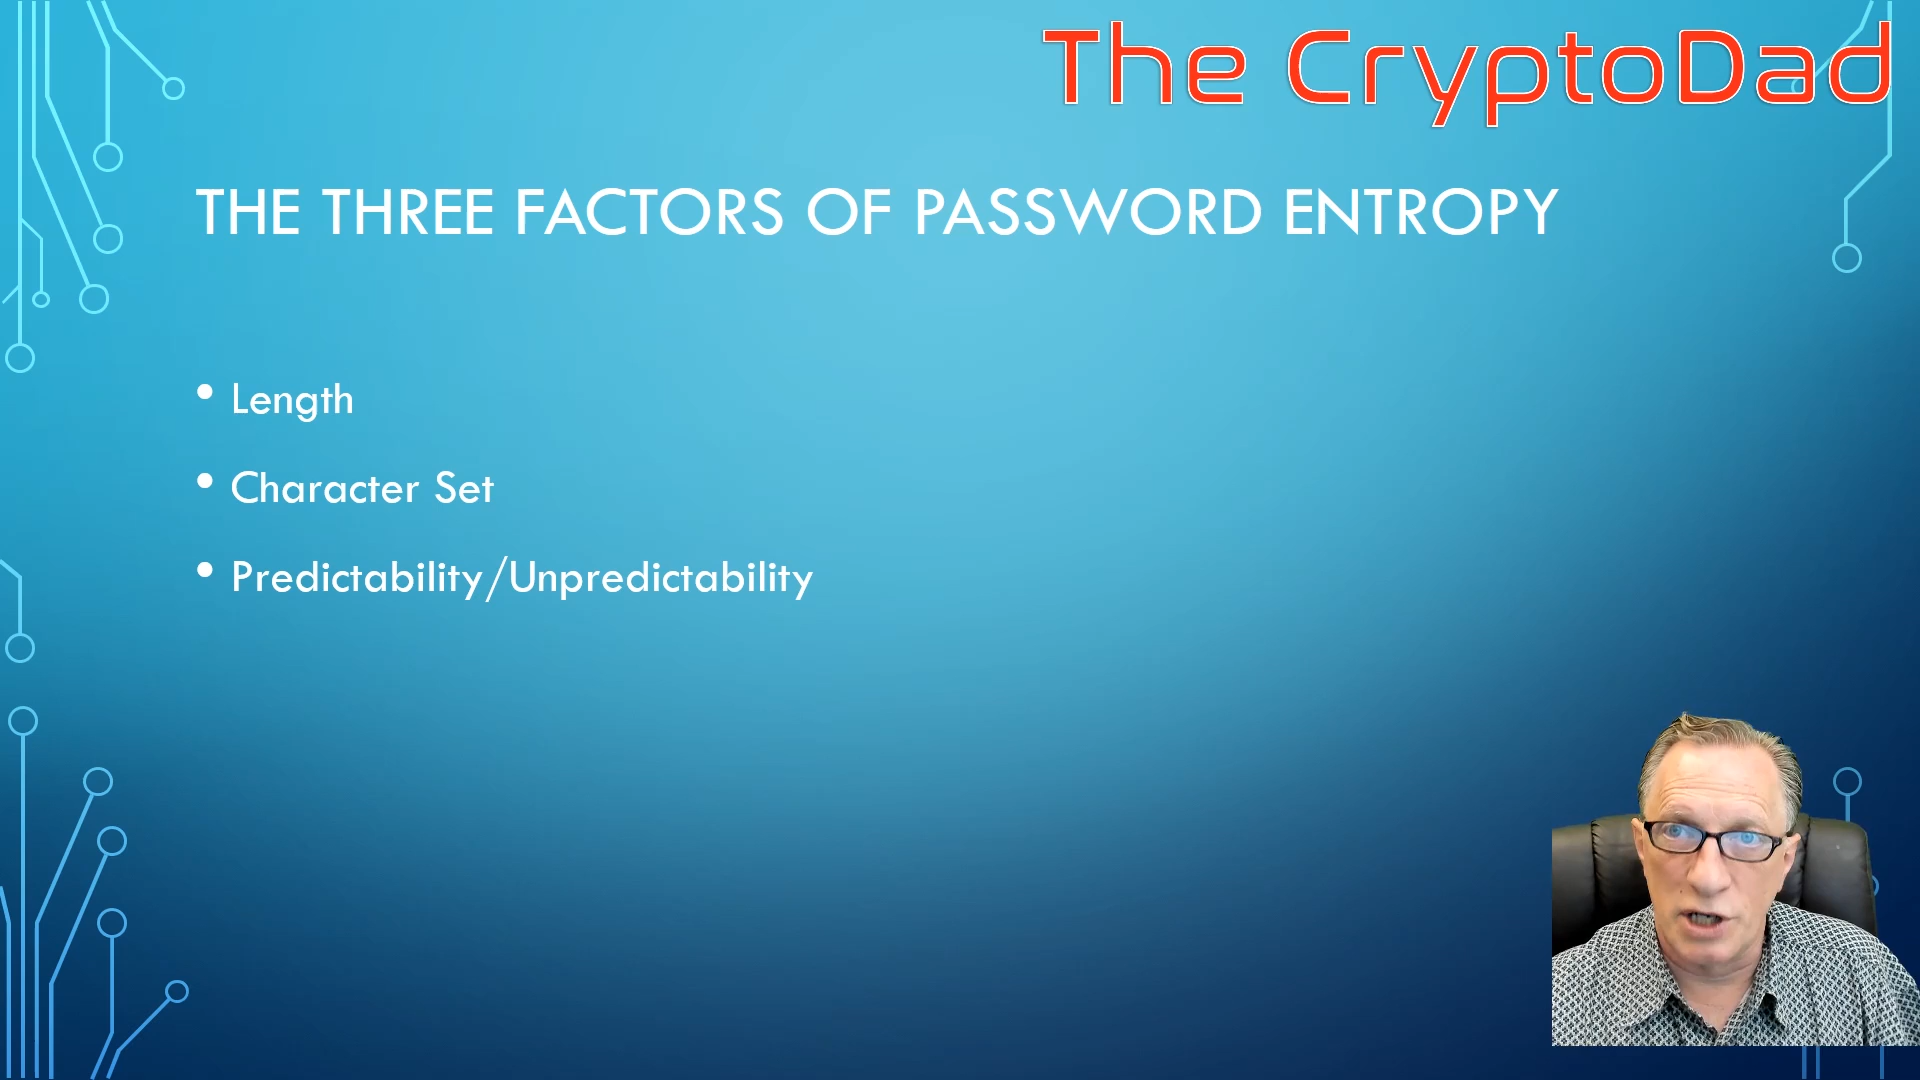 The CryptoDad
THE THREE FACTORS OF PASSWORD ENTROPY
• Length
• Character Set
• Predictability/Unpredictability